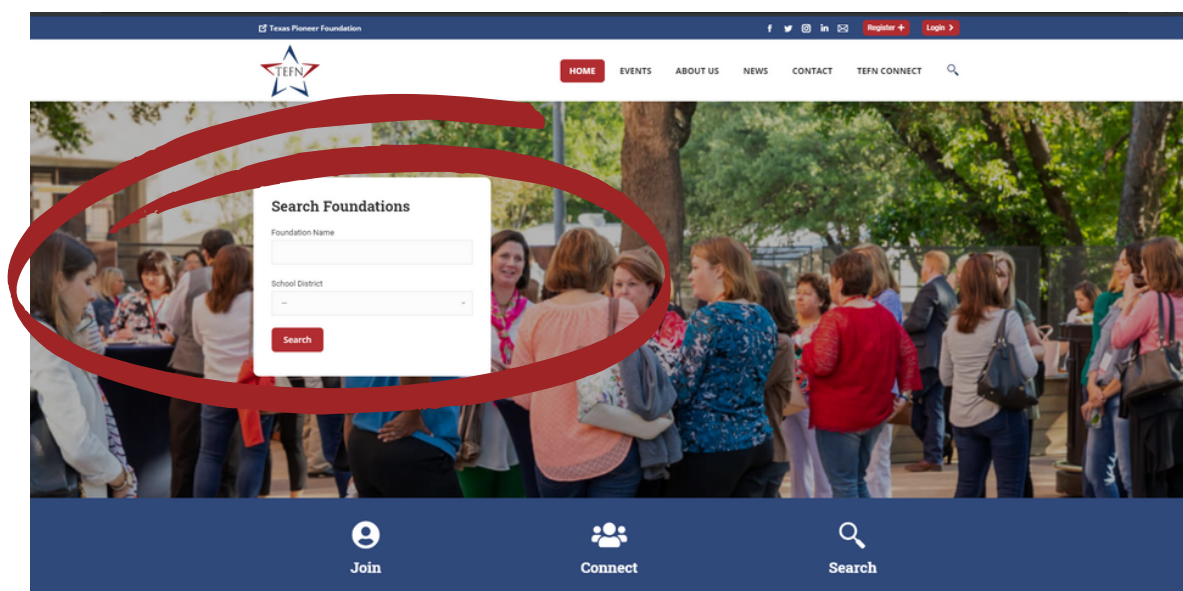 Texas Pioneer Foundation
Register +
Login >
TEFN
HOME
EVENTS
ABOUT US
NEWS
CONTACT
TEFN CONNECT
Search Foundations
Foundation Name
School District
--
Search
Join
Connect
Search